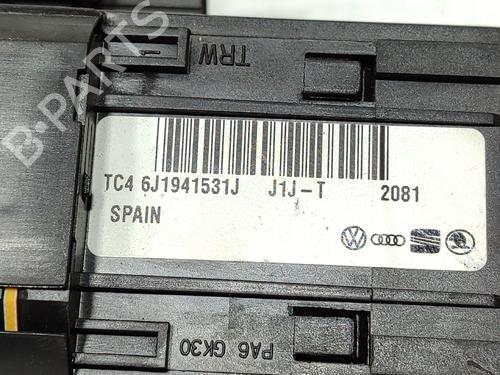 TRW
B-PARTS
TC4 6J1941531J J1J-T 2081
SPAIN
PA6 GK30